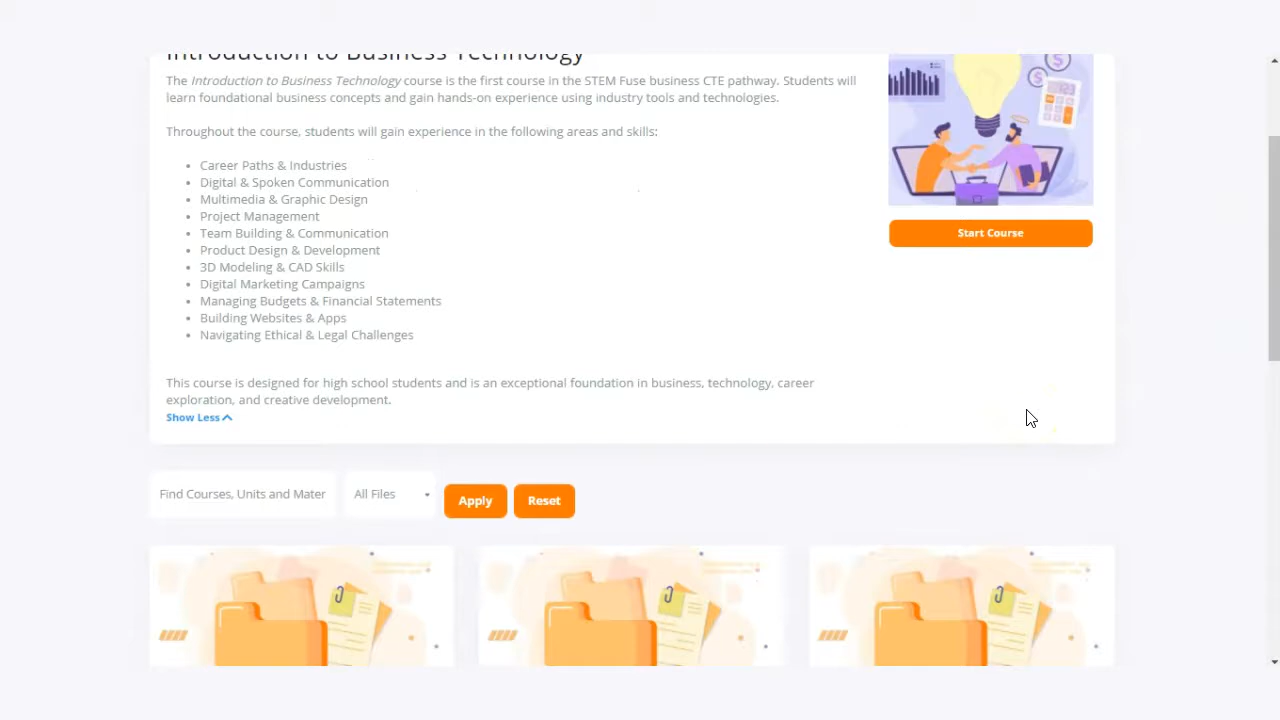 Introduction to Business Technology
The Introduction to Business Technology course is the first course in the STEM Fuse business CTE pathway. Students will
learn foundational business concepts and gain hands-on experience using industry tools and technologies.
Throughout the course, students will gain experience in the following areas and skills:
Career Paths & Industries
Digital & Spoken Communication
Multimedia & Graphic Design
Project Management
Team Building & Communication
Product Design & Development
3D Modeling & CAD Skills
Digital Marketing Campaigns
Managing Budgets & Financial Statements
Building Websites & Apps
Navigating Ethical & Legal Challenges
This course is designed for high school students and is an exceptional foundation in business, technology, career
exploration, and creative development.
Show Less
Start Course
Find Courses, Units and Mater
All Files
Apply
Reset